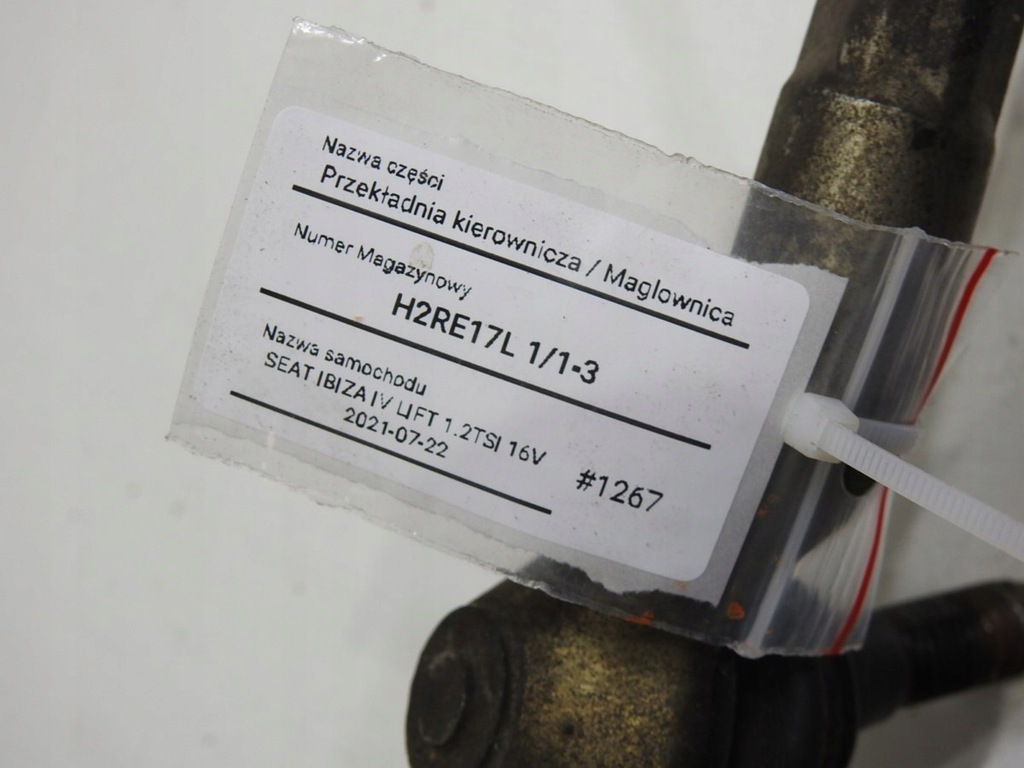 Nazwa części
Przekładnia kierownicza / Maglownica
Numer Magazynowy
H2RE17L 1/1-3
Nazwa samochodu
SEAT IBIZA IV LIFT 1.2TSI 16V
2021-07-22
#1267